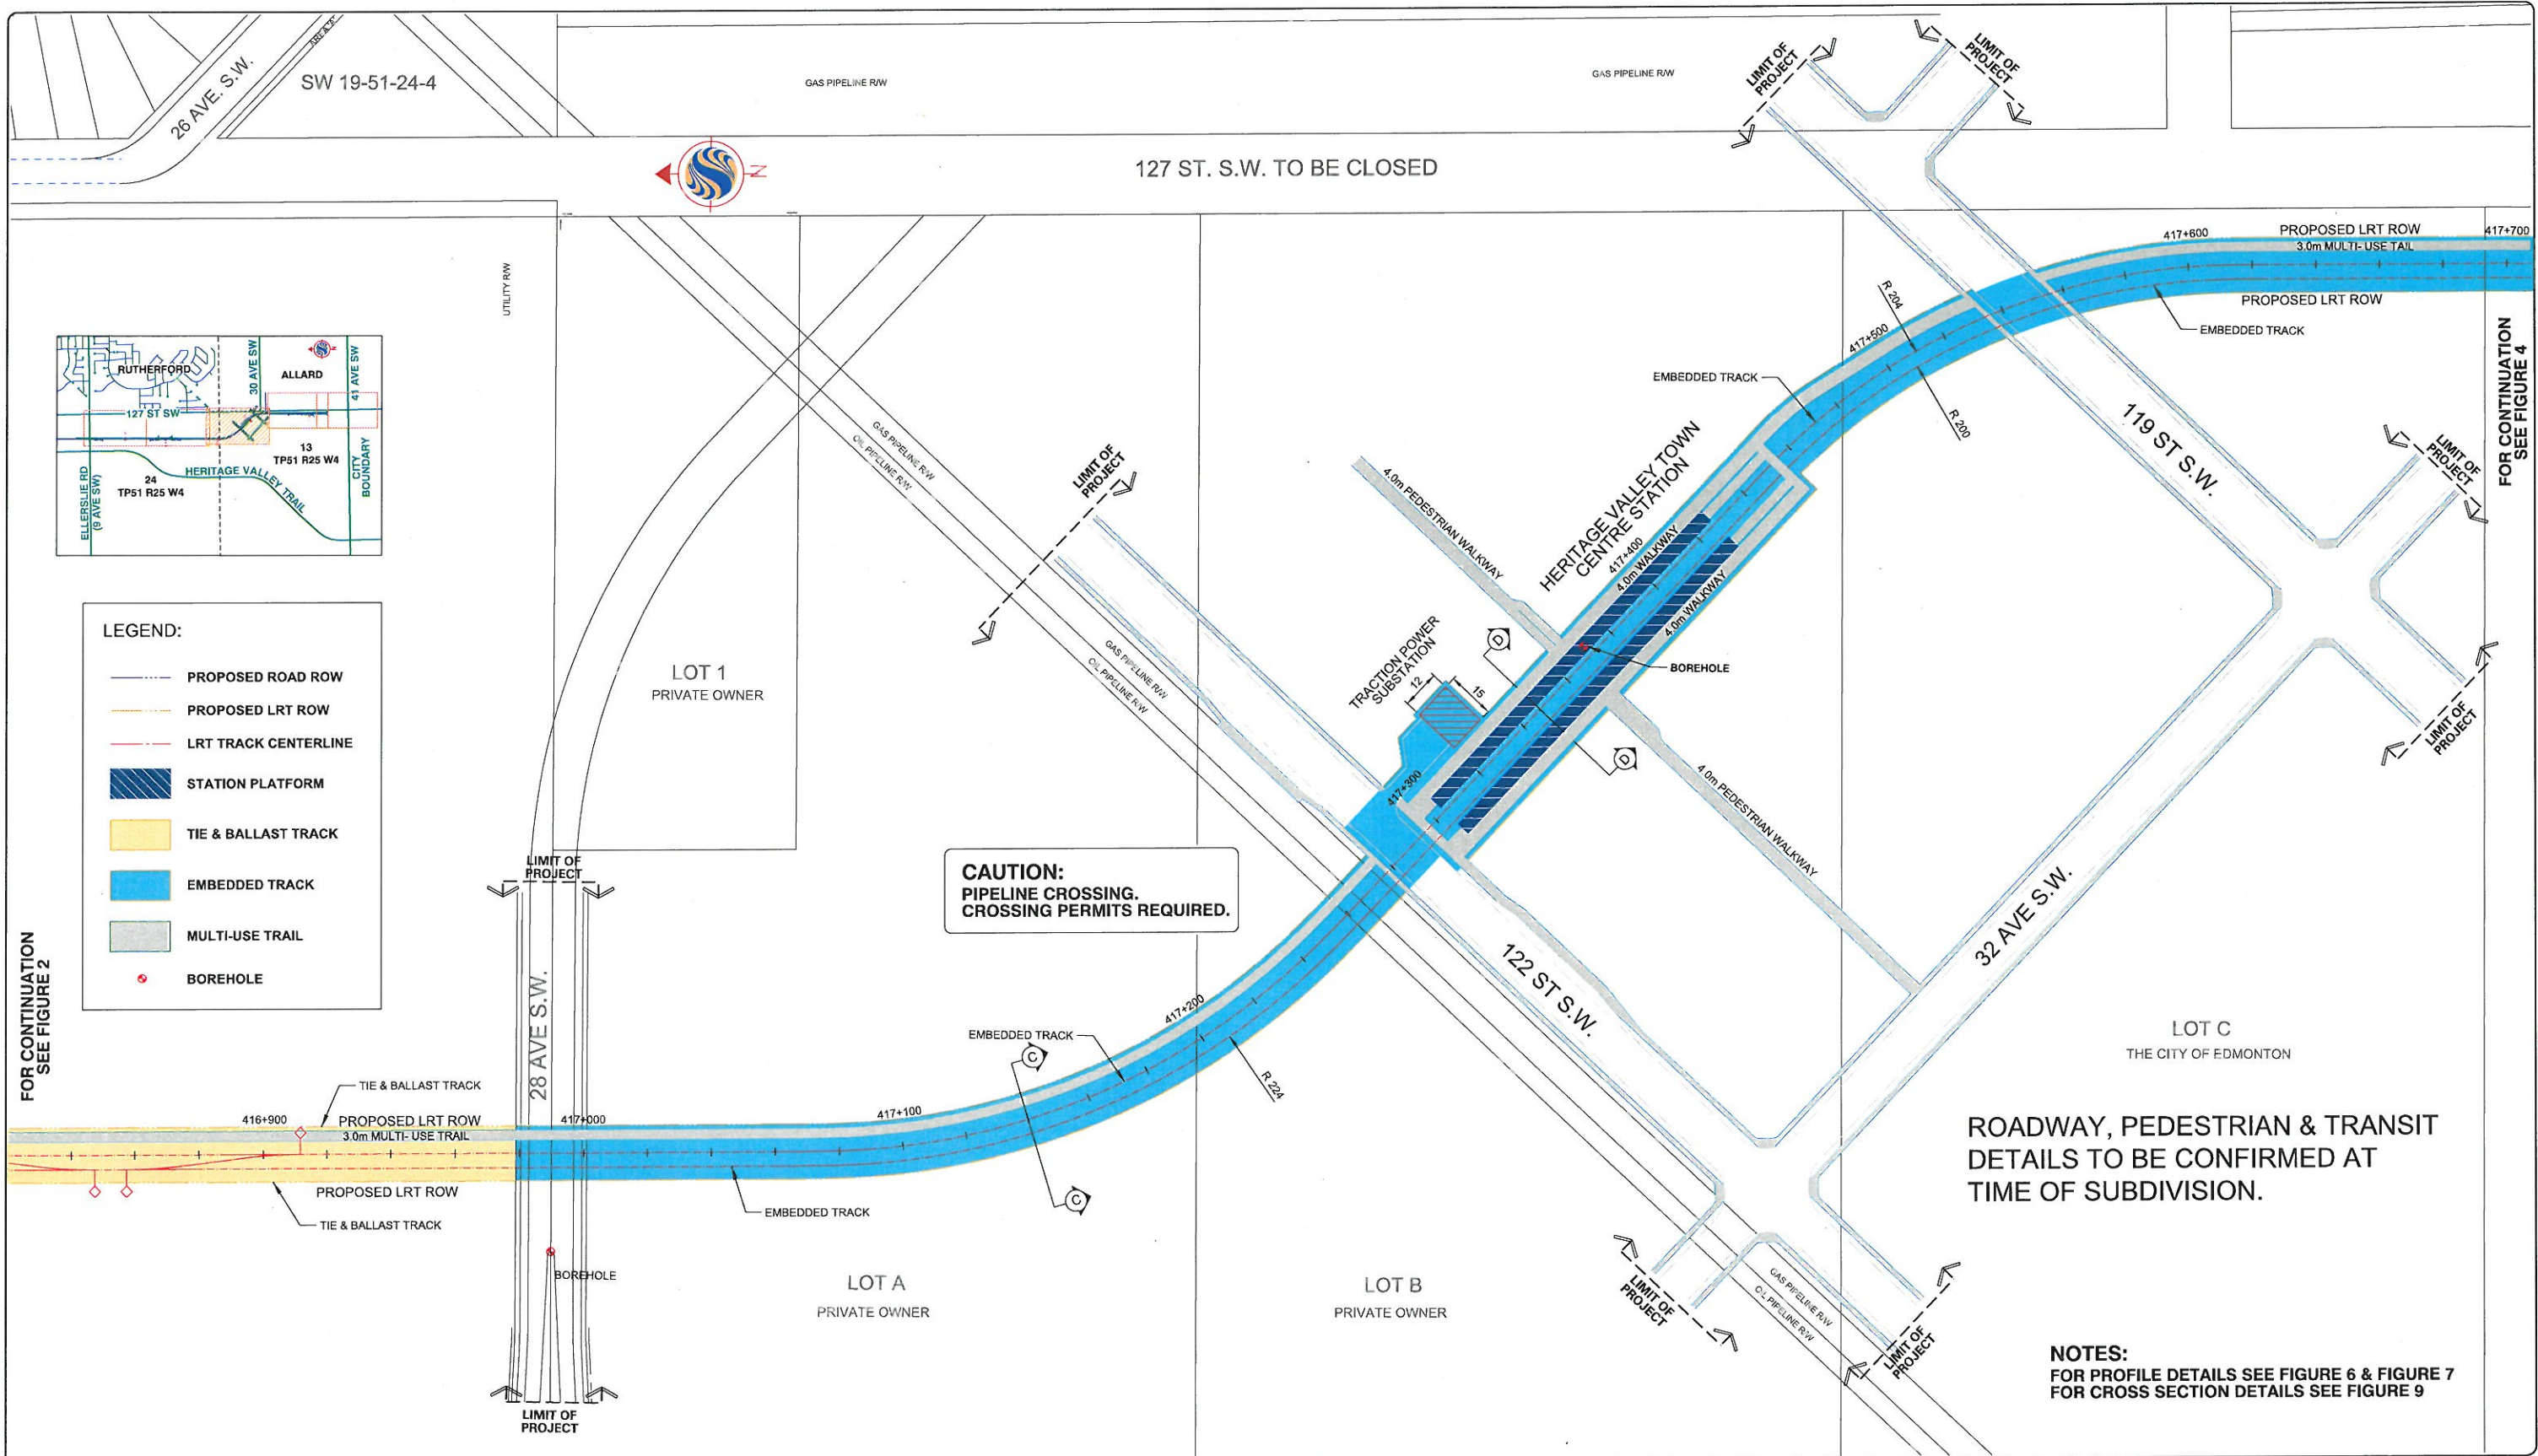 26 AVE. S.W.
AREA 'A'
SW 19-51-24-4
GAS PIPELINE R/W
GAS PIPELINE R/W
LIMIT OF
PROJECT
LIMIT OF
PROJECT
N
127 ST. S.W. TO BE CLOSED
UTILITY R/W
417+600
PROPOSED LRT ROW
417+700
3.0m MULTI- USE TAIL
PROPOSED LRT ROW
EMBEDDED TRACK
R 204
417+500
R 200
EMBEDDED TRACK
FOR CONTINUATION
SEE FIGURE 4
RUTHERFORD
30 AVE SW
ALLARD
41 AVE SW
127 ST SW
13
TP51 R25 W4
CITY
BOUNDARY
HERITAGE VALLEY TRAIL
24
TP51 R25 W4
ELLERSLIE RD
(9 AVE SW)
GAS PIPELINE R/W
OIL PIPELINE R/W
LIMIT OF
PROJECT
4.0m PEDESTRIAN WALKWAY
HERITAGE VALLEY TOWN
CENTRE STATION
417+400
4.0m WALKWAY
4.0m WALKWAY
119 ST S.W.
LIMIT OF
PROJECT
LEGEND:
PROPOSED ROAD ROW
PROPOSED LRT ROW
LRT TRACK CENTERLINE
STATION PLATFORM
TIE & BALLAST TRACK
EMBEDDED TRACK
MULTI-USE TRAIL
BOREHOLE
LOT 1
PRIVATE OWNER
GAS PIPELINE R/W
OIL PIPELINE R/W
TRACTION POWER
SUBSTATION
12
15
D
BOREHOLE
D
LIMIT OF
PROJECT
417+300
4.0m PEDESTRIAN WALKWAY
LIMIT OF
PROJECT
CAUTION:
PIPELINE CROSSING.
CROSSING PERMITS REQUIRED.
32 AVE S.W.
122 ST S.W.
FOR CONTINUATION
SEE FIGURE 2
28 AVE S.W.
417+200
EMBEDDED TRACK
C
R 224
LOT C
THE CITY OF EDMONTON
TIE & BALLAST TRACK
416+900
PROPOSED LRT ROW
3.0m MULTI- USE TRAIL
417+000
417+100
PROPOSED LRT ROW
TIE & BALLAST TRACK
EMBEDDED TRACK
C
ROADWAY, PEDESTRIAN & TRANSIT
DETAILS TO BE CONFIRMED AT
TIME OF SUBDIVISION.
BOREHOLE
LOT A
PRIVATE OWNER
LOT B
PRIVATE OWNER
LIMIT OF
PROJECT
GAS PIPELINE R/W
OIL PIPELINE R/W
LIMIT OF
PROJECT
LIMIT OF
PROJECT
NOTES:
FOR PROFILE DETAILS SEE FIGURE 6 & FIGURE 7
FOR CROSS SECTION DETAILS SEE FIGURE 9